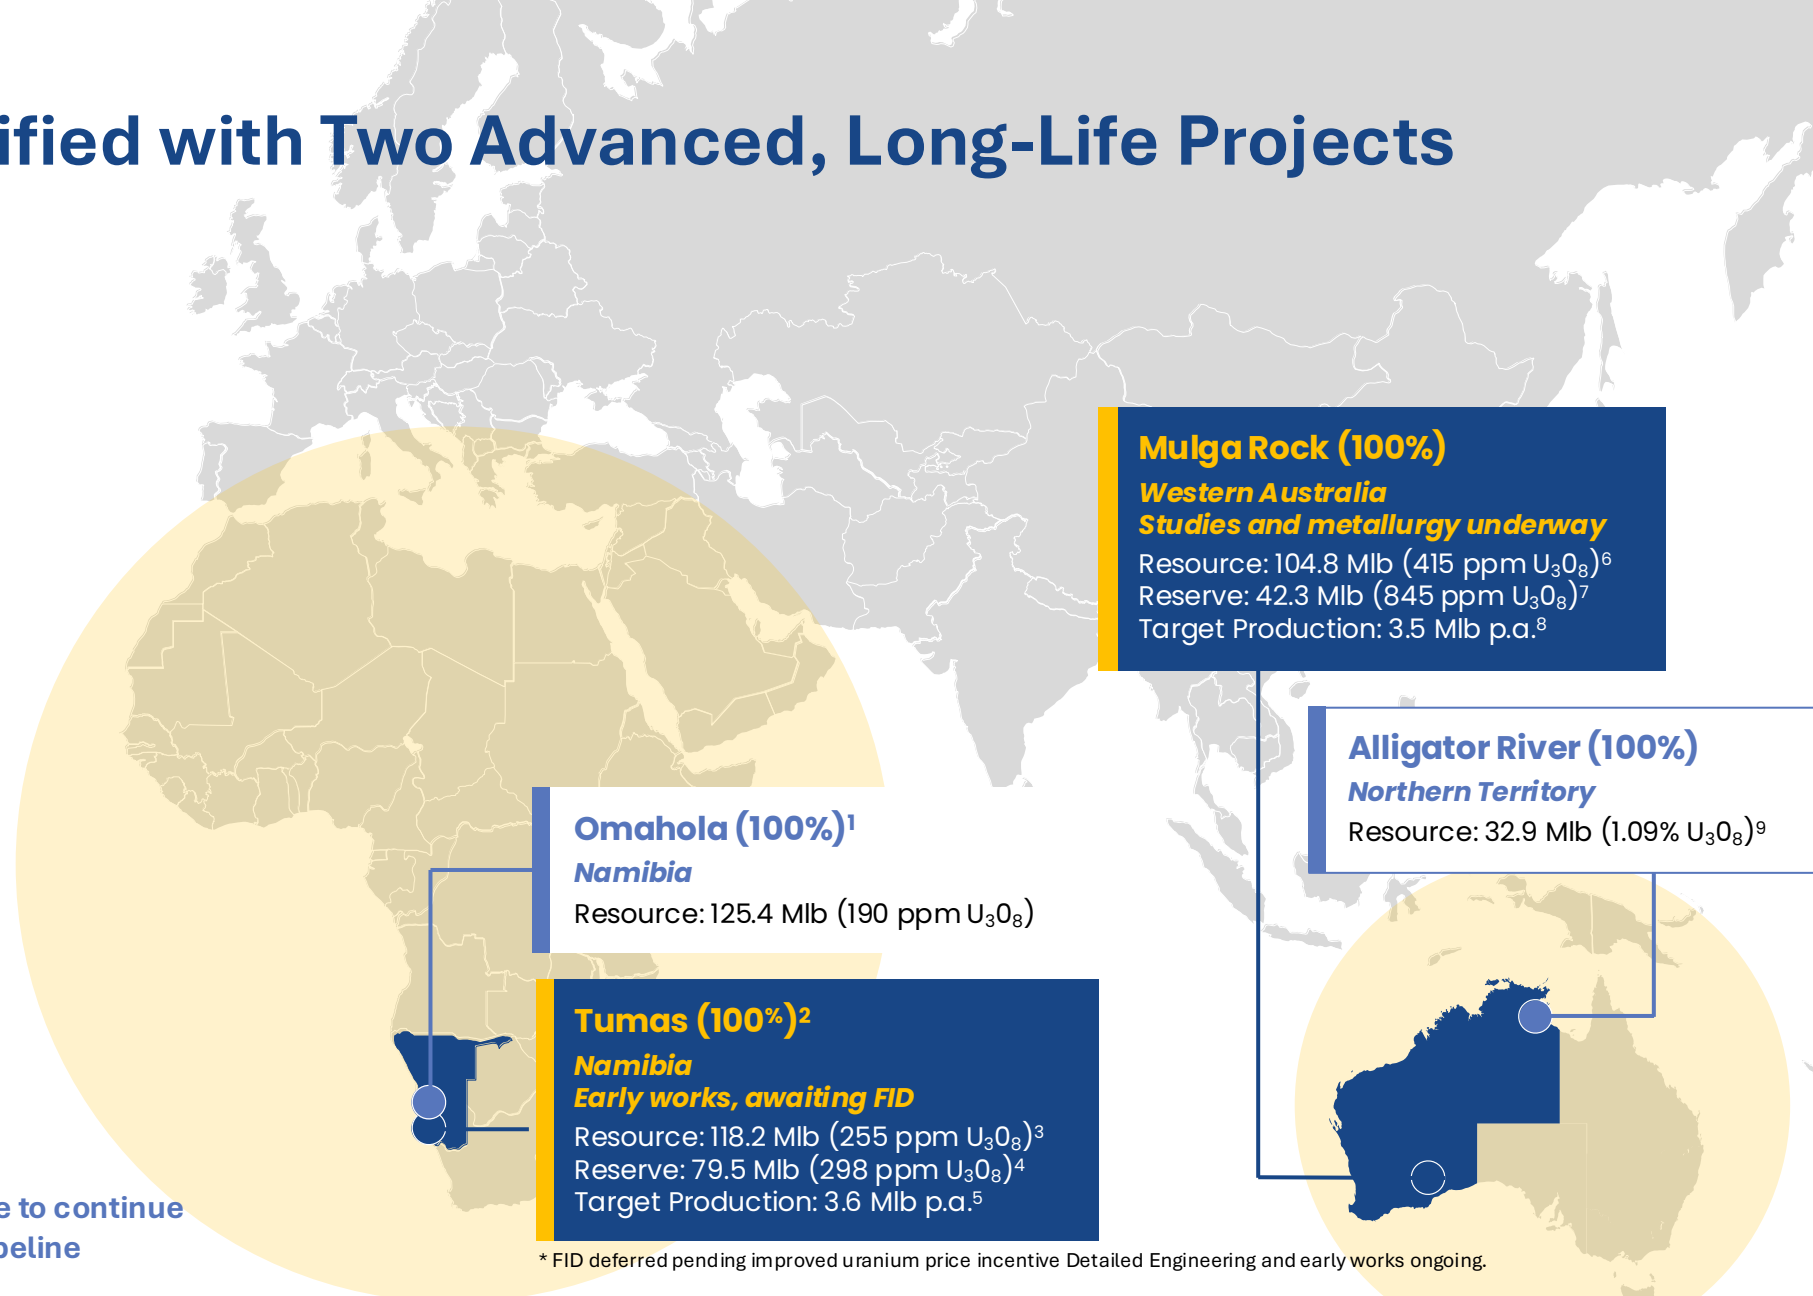 ified with Two Advanced, Long-Life Projects
Mulga Rock (100%)
Western Australia
Studies and metallurgy underway
Resource: 104.8 Mlb (415 ppm U₃0₈)⁶
Reserve: 42.3 Mlb (845 ppm U₃0₈)⁷
Target Production: 3.5 Mlb p.a.⁸
Alligator River (100%)
Northern Territory
Resource: 32.9 Mlb (1.09% U₃0₈)⁹
Omahola (100%)¹
Namibia
Resource: 125.4 Mlb (190 ppm U₃0₈)
Tumas (100%)²
Namibia
Early works, awaiting FID
Resource: 118.2 Mlb (255 ppm U₃0₈)³
Reserve: 79.5 Mlb (298 ppm U₃0₈)⁴
Target Production: 3.6 Mlb p.a.⁵
e to continue
peline
* FID deferred pending improved uranium price incentive Detailed Engineering and early works ongoing.